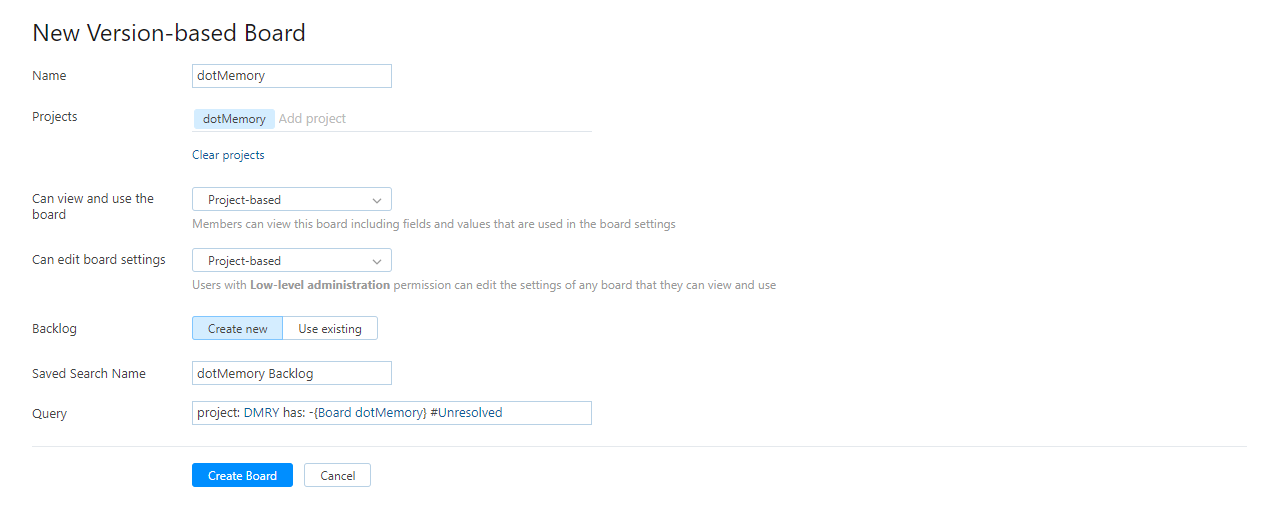 New Version-based Board
Name
dotMemory
Projects
dotMemory Add project
Clear projects
Can view and use the
board
Project-based
Members can view this board including fields and values that are used in the board settings
Can edit board settings
Project-based
Users with Low-level administration permission can edit the settings of any board that they can view and use
Backlog
Create new Use existing
Saved Search Name
dotMemory Backlog
Query
project: DMRY has: -{Board dotMemory} #Unresolved
Create Board Cancel